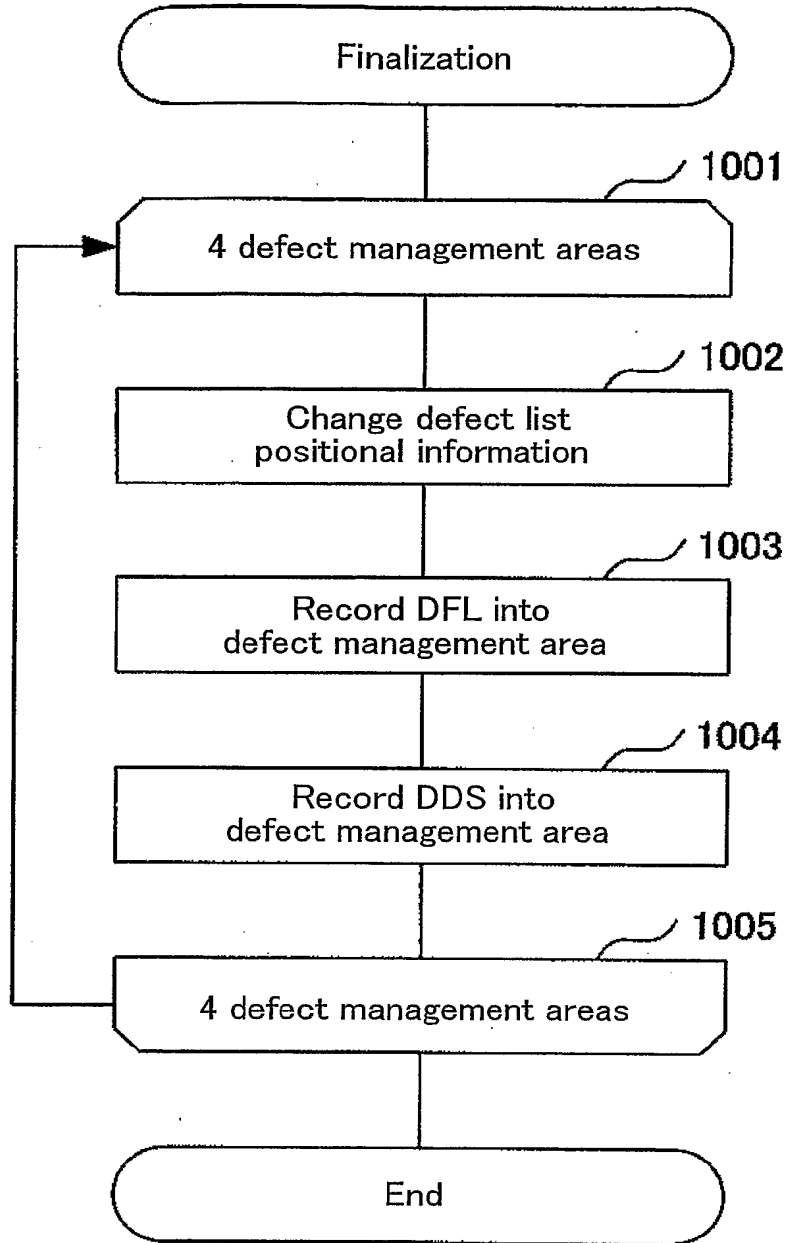 Finalization
1001
4 defect management areas
1002
Change defect list
positional information
1003
Record DFL into
defect management area
1004
Record DDS into
defect management area
1005
4 defect management areas
End